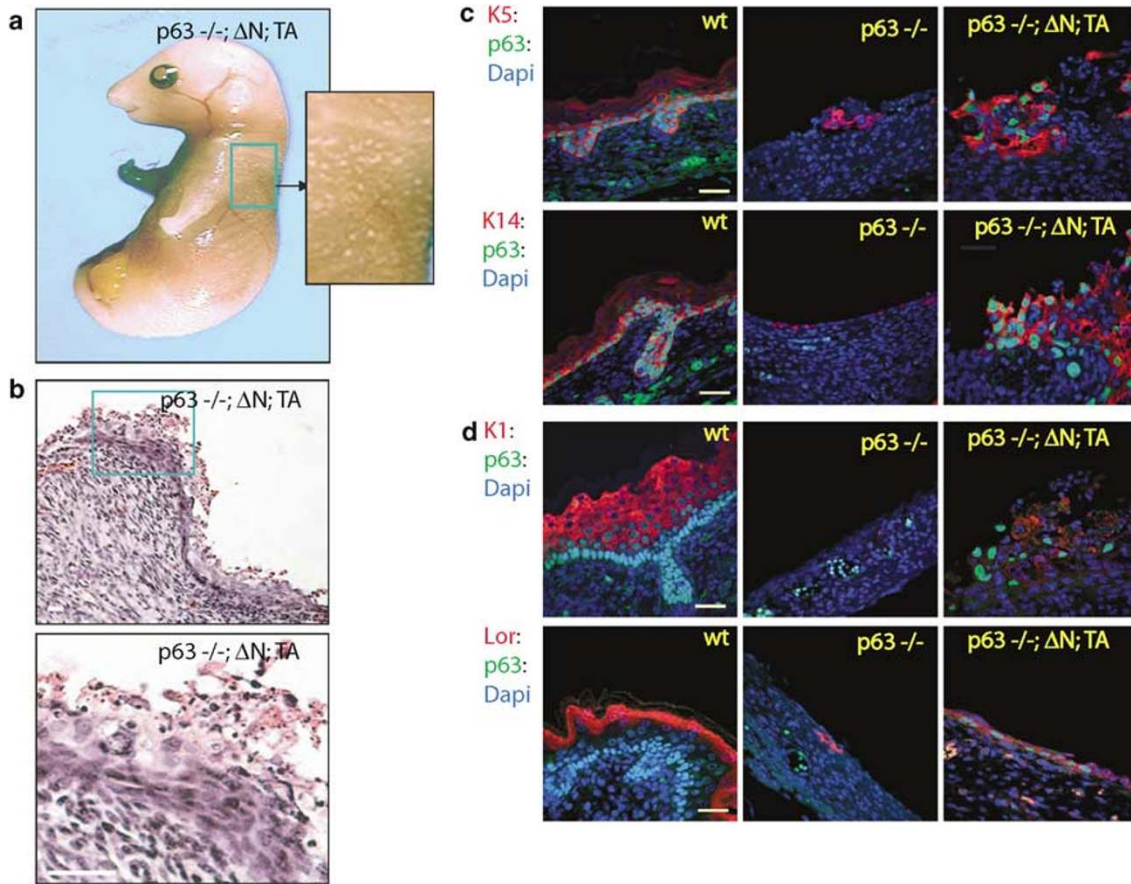 a
p63 -/-; ΔN; TA
b
p63 -/-; ΔN; TA
p63 -/-; ΔN; TA
c
K5:
p63:
Dapi
wt
p63 -/-
p63 -/-; ΔN; TA
K14:
p63:
Dapi
wt
p63 -/-
p63 -/-; ΔN; TA
d
K1:
p63:
Dapi
wt
p63 -/-
p63 -/-; ΔN; TA
Lor:
p63:
Dapi
wt
p63 -/-
p63 -/-; ΔN; TA